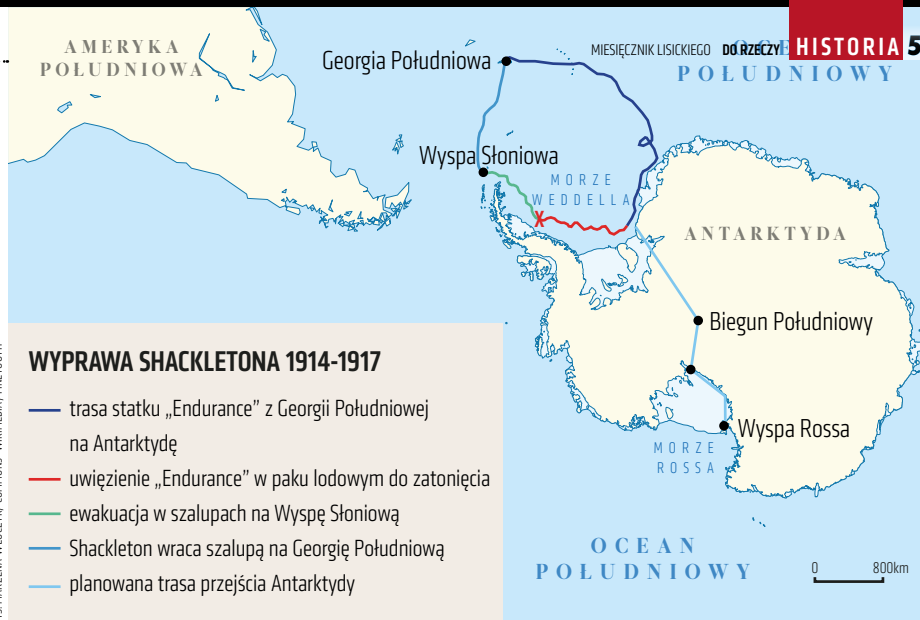 MIESIĘCZNIK LISICKIEGO DO RZECZY HISTORIA 5
AMERYKA
POŁUDNIOWA
Georgia Południowa
POŁUDNIOWY
Wyspa Słoniowa
MORZE
WEDDELLA
ANTARKTYDA
Biegun Południowy
Wyspa Rossa
MORZE
ROSSA
OCEAN
POŁUDNIOWY
0 800km
WYPRAWA SHACKLETONA 1914-1917
trasa statku „Endurance” z Georgii Południowej
na Antarktydę
uwięzienie „Endurance” w paku lodowym do zatonięcia
ewakuacja w szalupach na Wyspę Słoniową
Shackleton wraca szalupą na Georgię Południową
planowana trasa przejścia Antarktydy